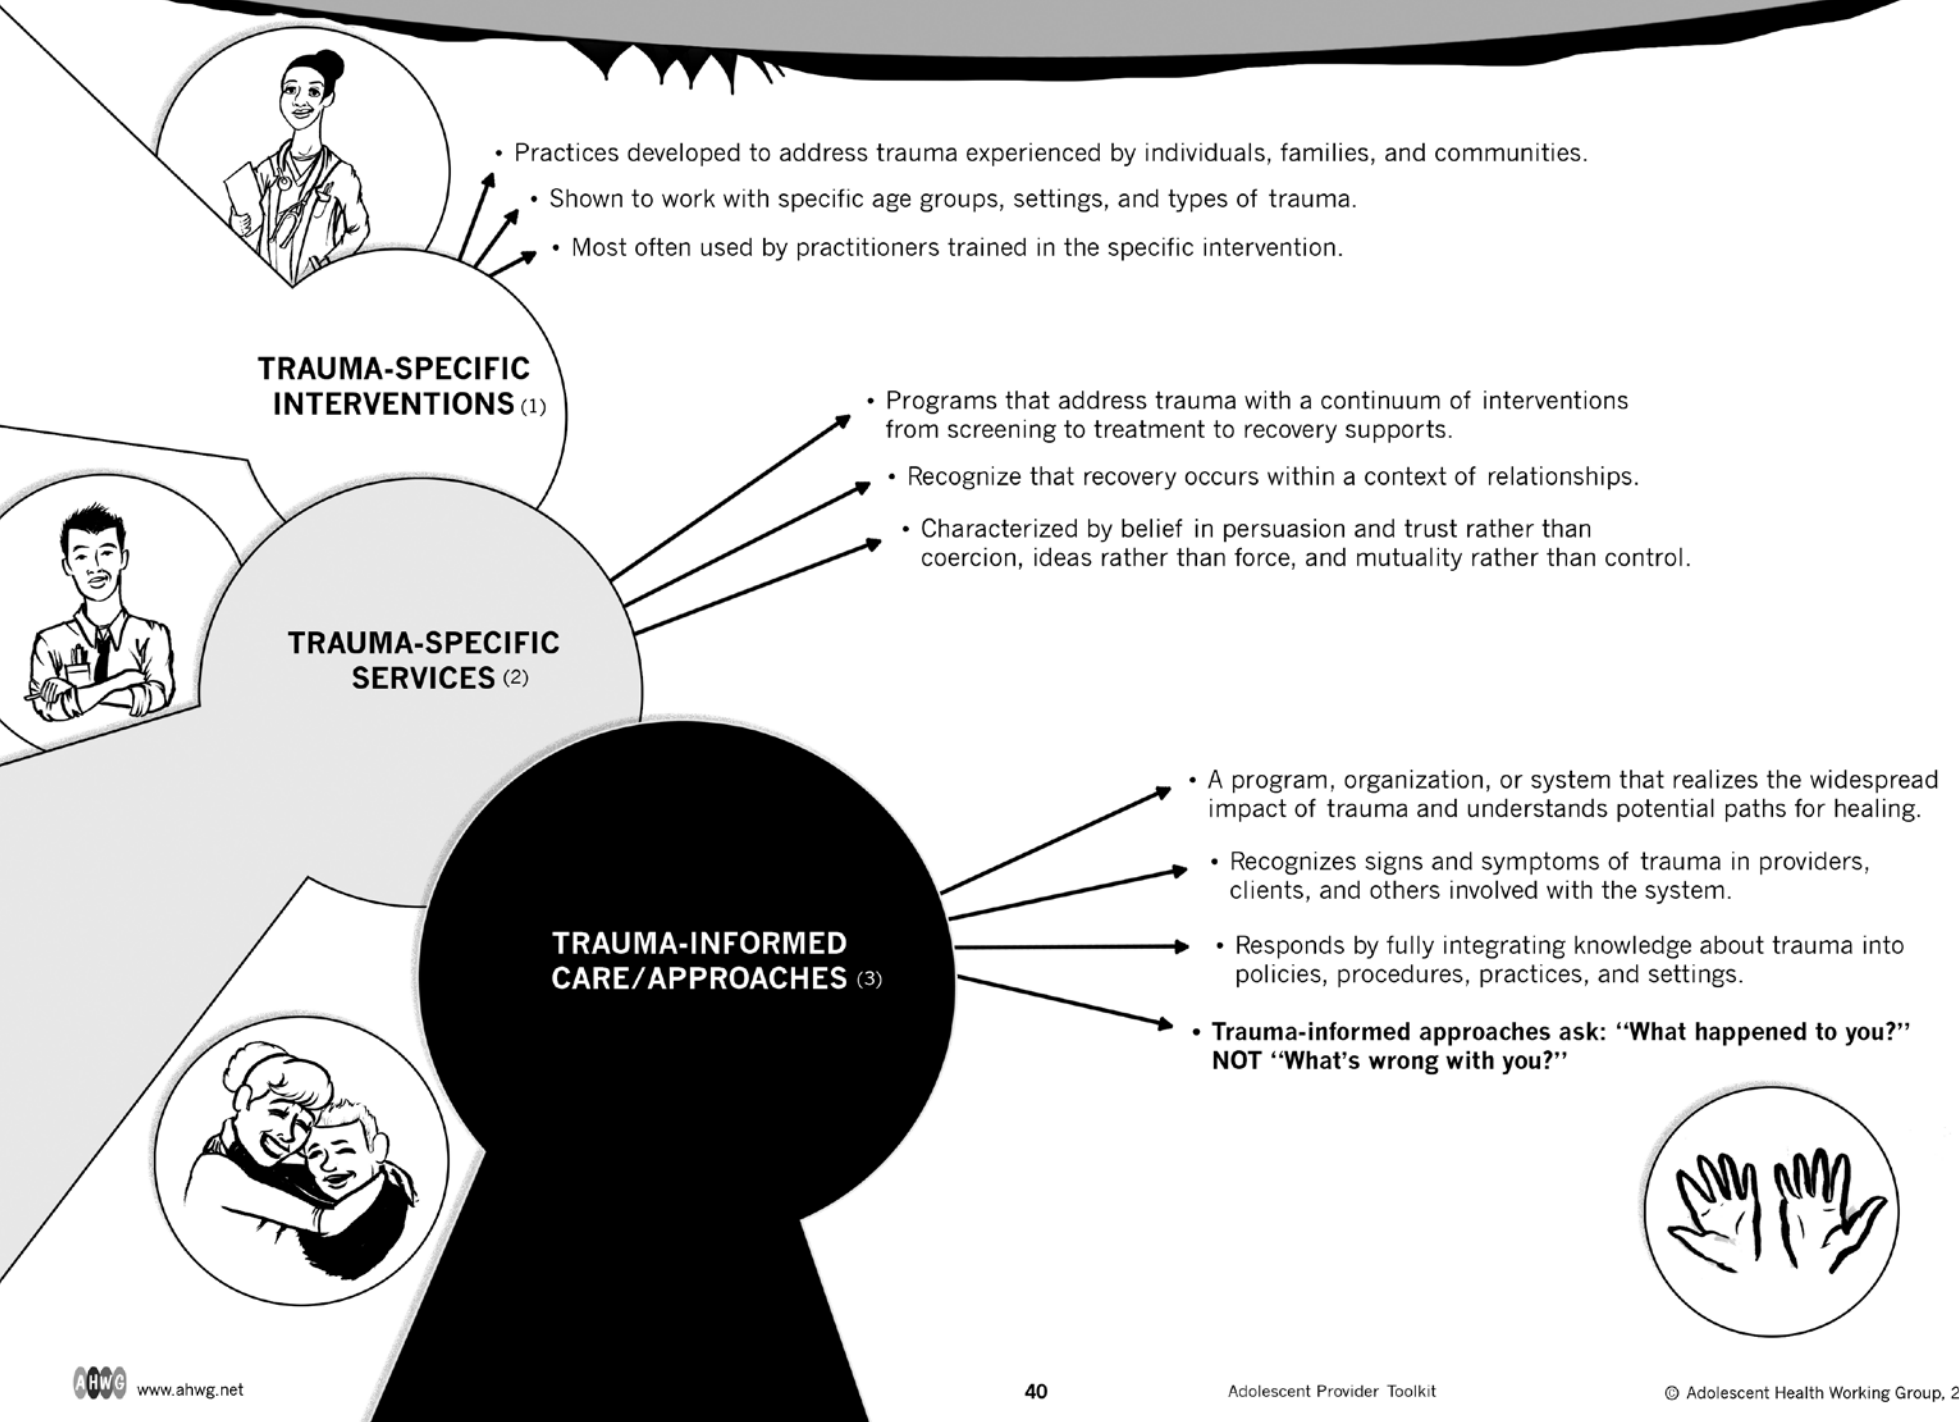 • Practices developed to address trauma experienced by individuals, families, and communities.
• Shown to work with specific age groups, settings, and types of trauma.
• Most often used by practitioners trained in the specific intervention.
TRAUMA-SPECIFIC
INTERVENTIONS (1)
• Programs that address trauma with a continuum of interventions
from screening to treatment to recovery supports.
• Recognize that recovery occurs within a context of relationships.
• Characterized by belief in persuasion and trust rather than
coercion, ideas rather than force, and mutuality rather than control.
TRAUMA-SPECIFIC
SERVICES (2)
• A program, organization, or system that realizes the widespread
impact of trauma and understands potential paths for healing.
• Recognizes signs and symptoms of trauma in providers,
clients, and others involved with the system.
• Responds by fully integrating knowledge about trauma into
policies, procedures, practices, and settings.
• Trauma-informed approaches ask: “What happened to you?”
NOT “What’s wrong with you?”
TRAUMA-INFORMED
CARE/APPROACHES (3)
AHWG www.ahwg.net
40
Adolescent Provider Toolkit
© Adolescent Health Working Group, 2